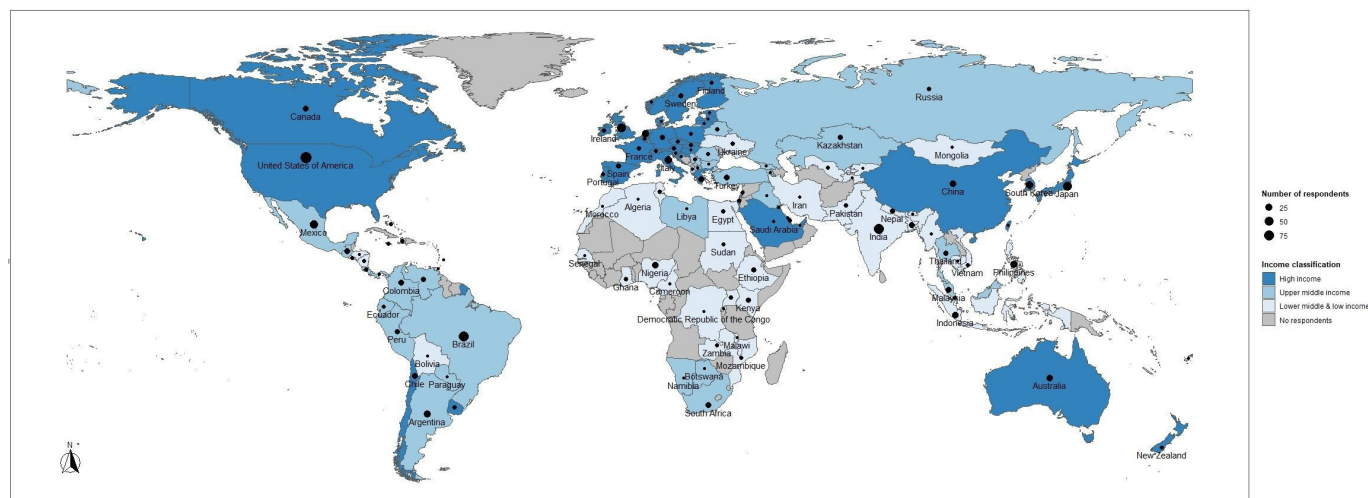 Finland
Sweden
Russia
Canada
Ireland
Ukraine
Kazakhstan
Mongolia
France
United States of America
Italy
Spain
Portugal
Turkey
China
South Korea
Japan
Morocco
Algeria
Libya
Egypt
Iran
Pakistan
Nepal
Saudi Arabia
Mexico
India
Sudan
Senegal
Nigeria
Ethiopia
Thailand
Vietnam
Philippines
Ghana
Cameroon
Colombia
Malaysia
Ecuador
Kenya
Democratic Republic of the Congo
Indonesia
Peru
Brazil
Malawi
Zambia
Mozambique
Bolivia
Botswana
Namibia
Chile
Paraguay
Australia
South Africa
Argentina
New Zealand
N
Number of respondents
25
50
75
Income classification
High income
Upper middle income
Lower middle & low income
No respondents